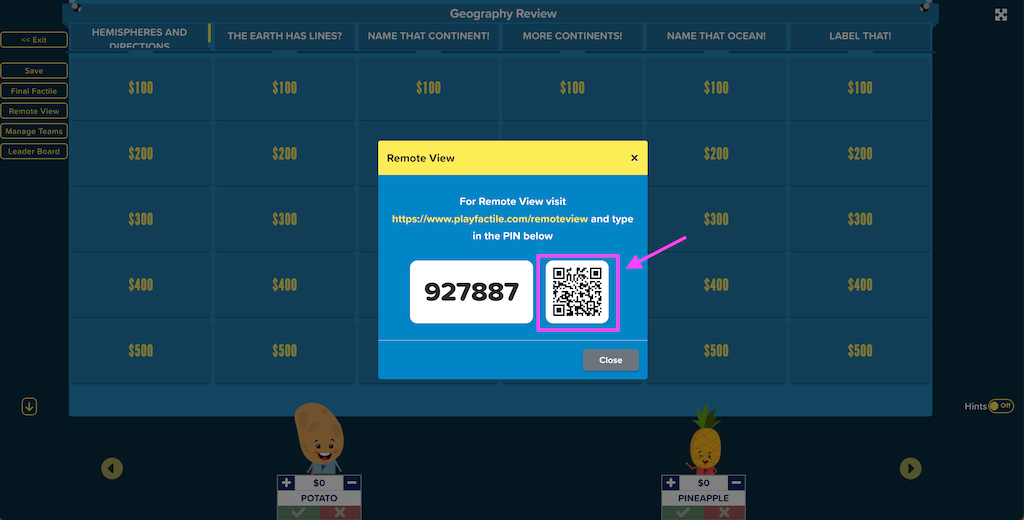 Geography Review
<< Exit
HEMISPHERES AND
DIRECTIONS
THE EARTH HAS LINES?
NAME THAT CONTINENT!
MORE CONTINENTS!
NAME THAT OCEAN!
LABEL THAT!
Save
Final Factile
Remote View
Manage Teams
Leader Board
$100 $100 $100 $100 $100 $100
$200 $200 $200 $200
$300 $300 $300 $300
$400 $400 $400 $400
$500 $500 $500 $500
Remote View ×
For Remote View visit
https://www.playfactile.com/remoteview and type
in the PIN below
927887
Close
Hints Off
+ $0 −
POTATO
+ $0 −
PINEAPPLE